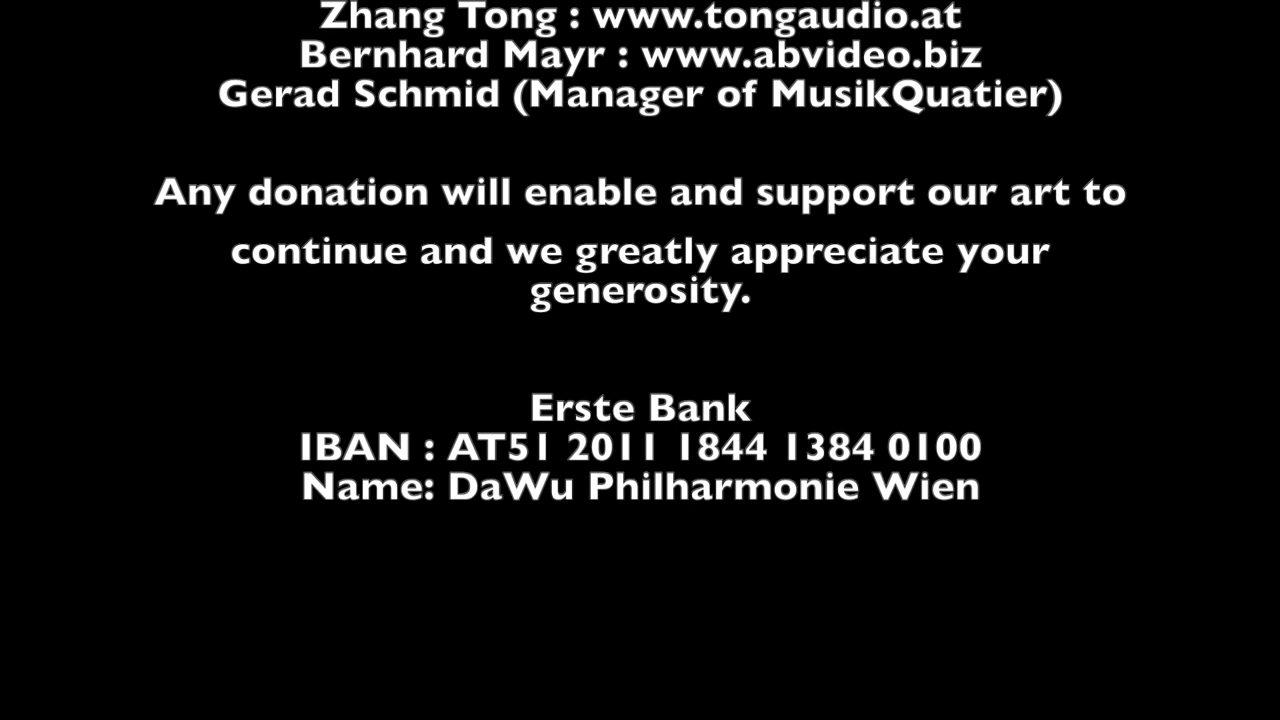 Zhang Tong : www.tongaudio.at
Bernhard Mayr : www.abvideo.biz
Gerad Schmid (Manager of MusikQuatier)
Any donation will enable and support our art to
continue and we greatly appreciate your
generosity.
Erste Bank
IBAN : AT51 2011 1844 1384 0100
Name: DaWu Philharmonie Wien